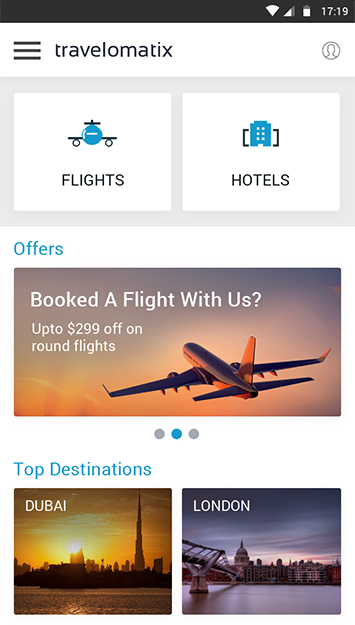 17:19
travelomatix
FLIGHTS
HOTELS
Offers
Booked A Flight With Us?
Upto $299 off on
round flights
Top Destinations
DUBAI
LONDON